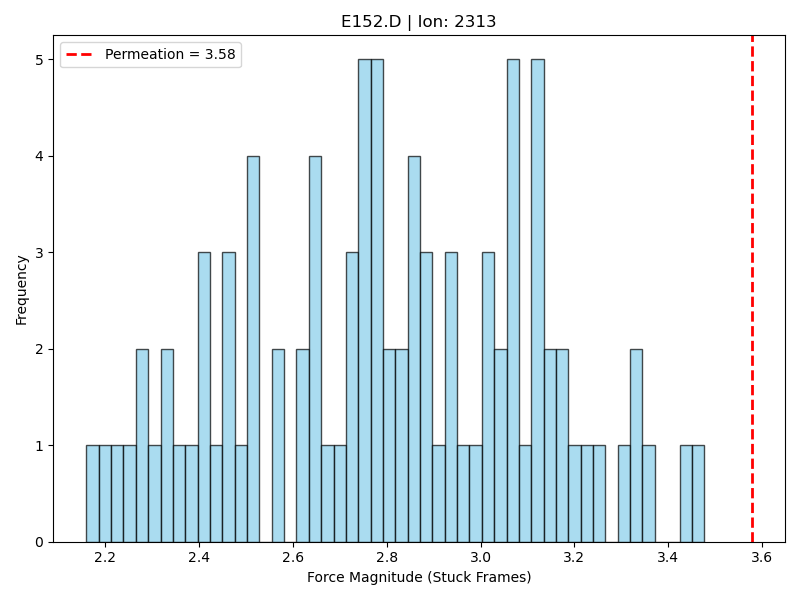 E152.D | Ion: 2313
Permeation = 3.58
5
4
3
2
1
0
Frequency
2.2 2.4 2.6 2.8 3.0 3.2 3.4 3.6
Force Magnitude (Stuck Frames)